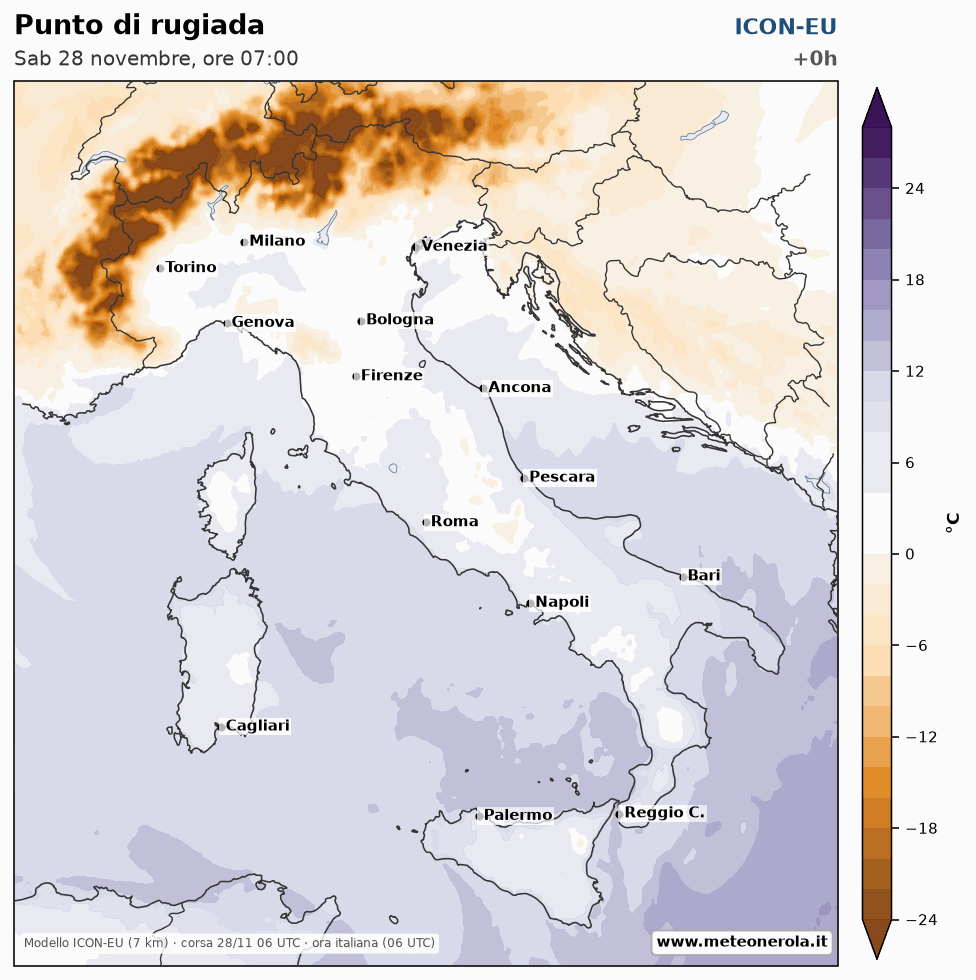 Punto di rugiada
ICON-EU
Sab 28 novembre, ore 07:00
+0h
Milano
Venezia
Torino
Genova
Bologna
Firenze
Ancona
Pescara
Roma
Bari
Napoli
Cagliari
Palermo
Reggio C.
24
18
12
6
0
−6
−12
−18
−24
°C
Modello ICON-EU (7 km) · corsa 28/11 06 UTC · ora italiana (06 UTC)
www.meteonerola.it